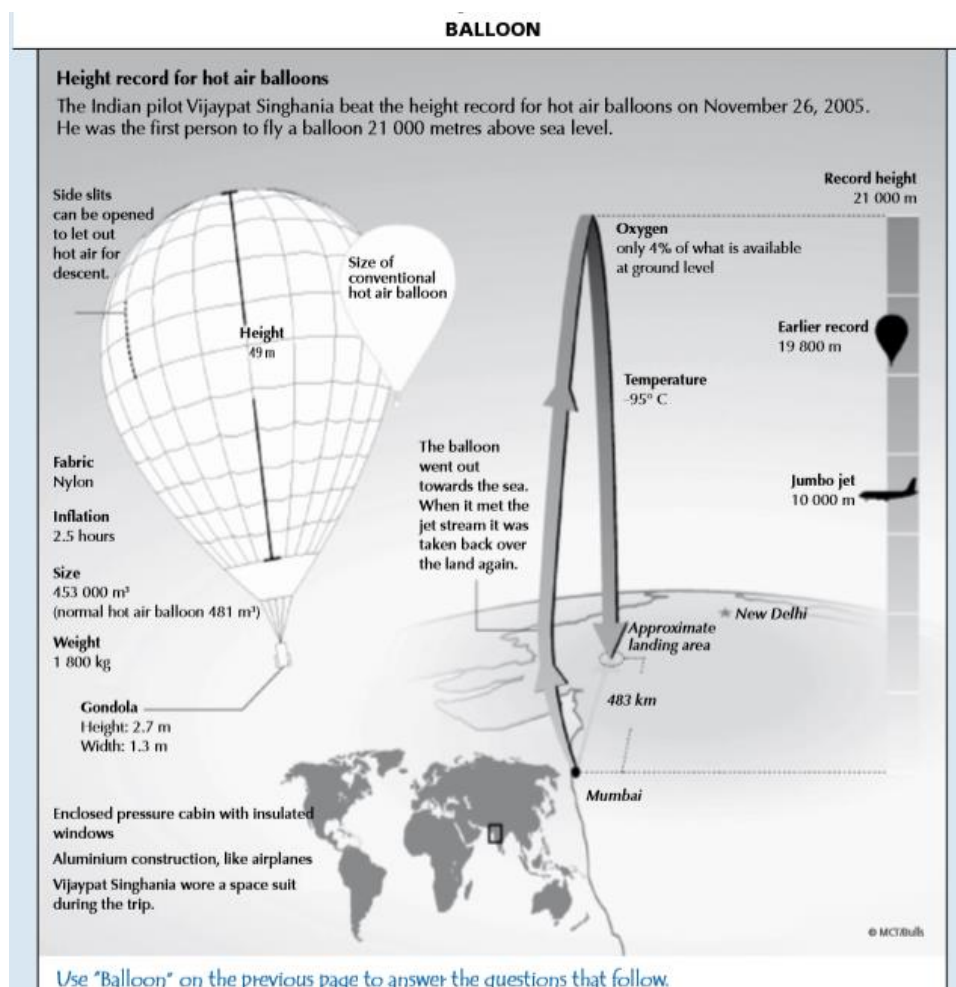 BALLOON
Height record for hot air balloons
The Indian pilot Vijaypat Singhania beat the height record for hot air balloons on November 26, 2005.
He was the first person to fly a balloon 21 000 metres above sea level.
Side slits
can be opened
to let out
hot air for
descent.
Size of
conventional
hot air balloon
Height
49 m
Fabric
Nylon
Inflation
2.5 hours
Size
453 000 m³
(normal hot air balloon 481 m³)
Weight
1 800 kg
Gondola
Height: 2.7 m
Width: 1.3 m
Enclosed pressure cabin with insulated
windows
Aluminium construction, like airplanes
Vijaypat Singhania wore a space suit
during the trip.
The balloon
went out
towards the sea.
When it met the
jet stream it was
taken back over
the land again.
Record height
21 000 m
Oxygen
only 4% of what is available
at ground level
Earlier record
19 800 m
Temperature
-95° C
Jumbo jet
10 000 m
New Delhi
Approximate
landing area
483 km
Mumbai
© MCT/Bulls
Use "Balloon" on the previous page to answer the questions that follow.